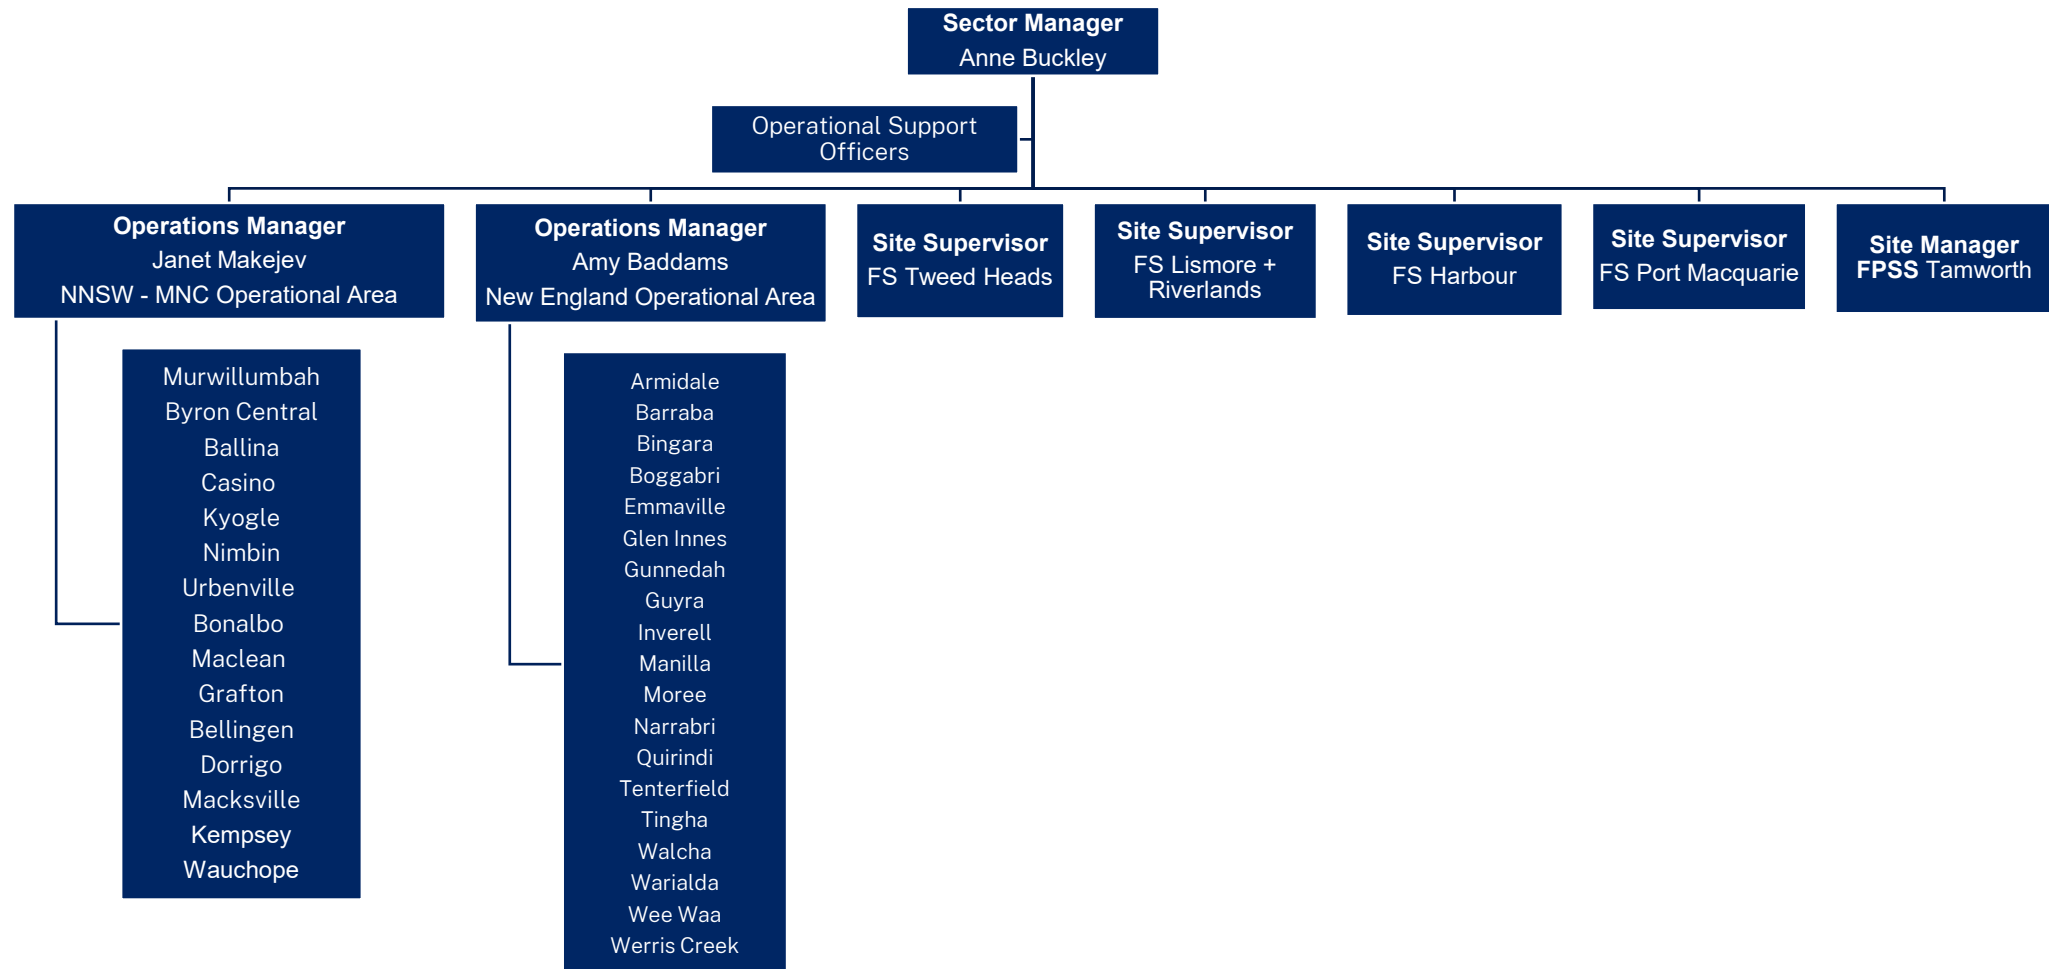 Sector Manager
Anne Buckley
Operational Support
Officers
Operations Manager
Janet Makejev
NNSW - MNC Operational Area
Operations Manager
Amy Baddams
New England Operational Area
Site Supervisor
FS Tweed Heads
Site Supervisor
FS Lismore +
Riverlands
Site Supervisor
FS Harbour
Site Supervisor
FS Port Macquarie
Site Manager
FPSS Tamworth
Murwillumbah
Byron Central
Ballina
Casino
Kyogle
Nimbin
Urbenville
Bonalbo
Maclean
Grafton
Bellingen
Dorrigo
Macksville
Kempsey
Wauchope
Armidale
Barraba
Bingara
Boggabri
Emmaville
Glen Innes
Gunnedah
Guyra
Inverell
Manilla
Moree
Narrabri
Quirindi
Tenterfield
Tingha
Walcha
Warialda
Wee Waa
Werris Creek